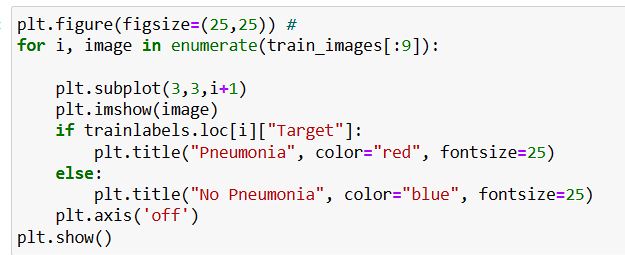 plt.figure(figsize=(25,25)) #
for i, image in enumerate(train_images[:9]):
    plt.subplot(3,3,i+1)
    plt.imshow(image)
    if trainlabels.loc[i]["Target"]:
        plt.title("Pneumonia", color="red", fontsize=25)
    else:
        plt.title("No Pneumonia", color="blue", fontsize=25)
    plt.axis('off')
plt.show()